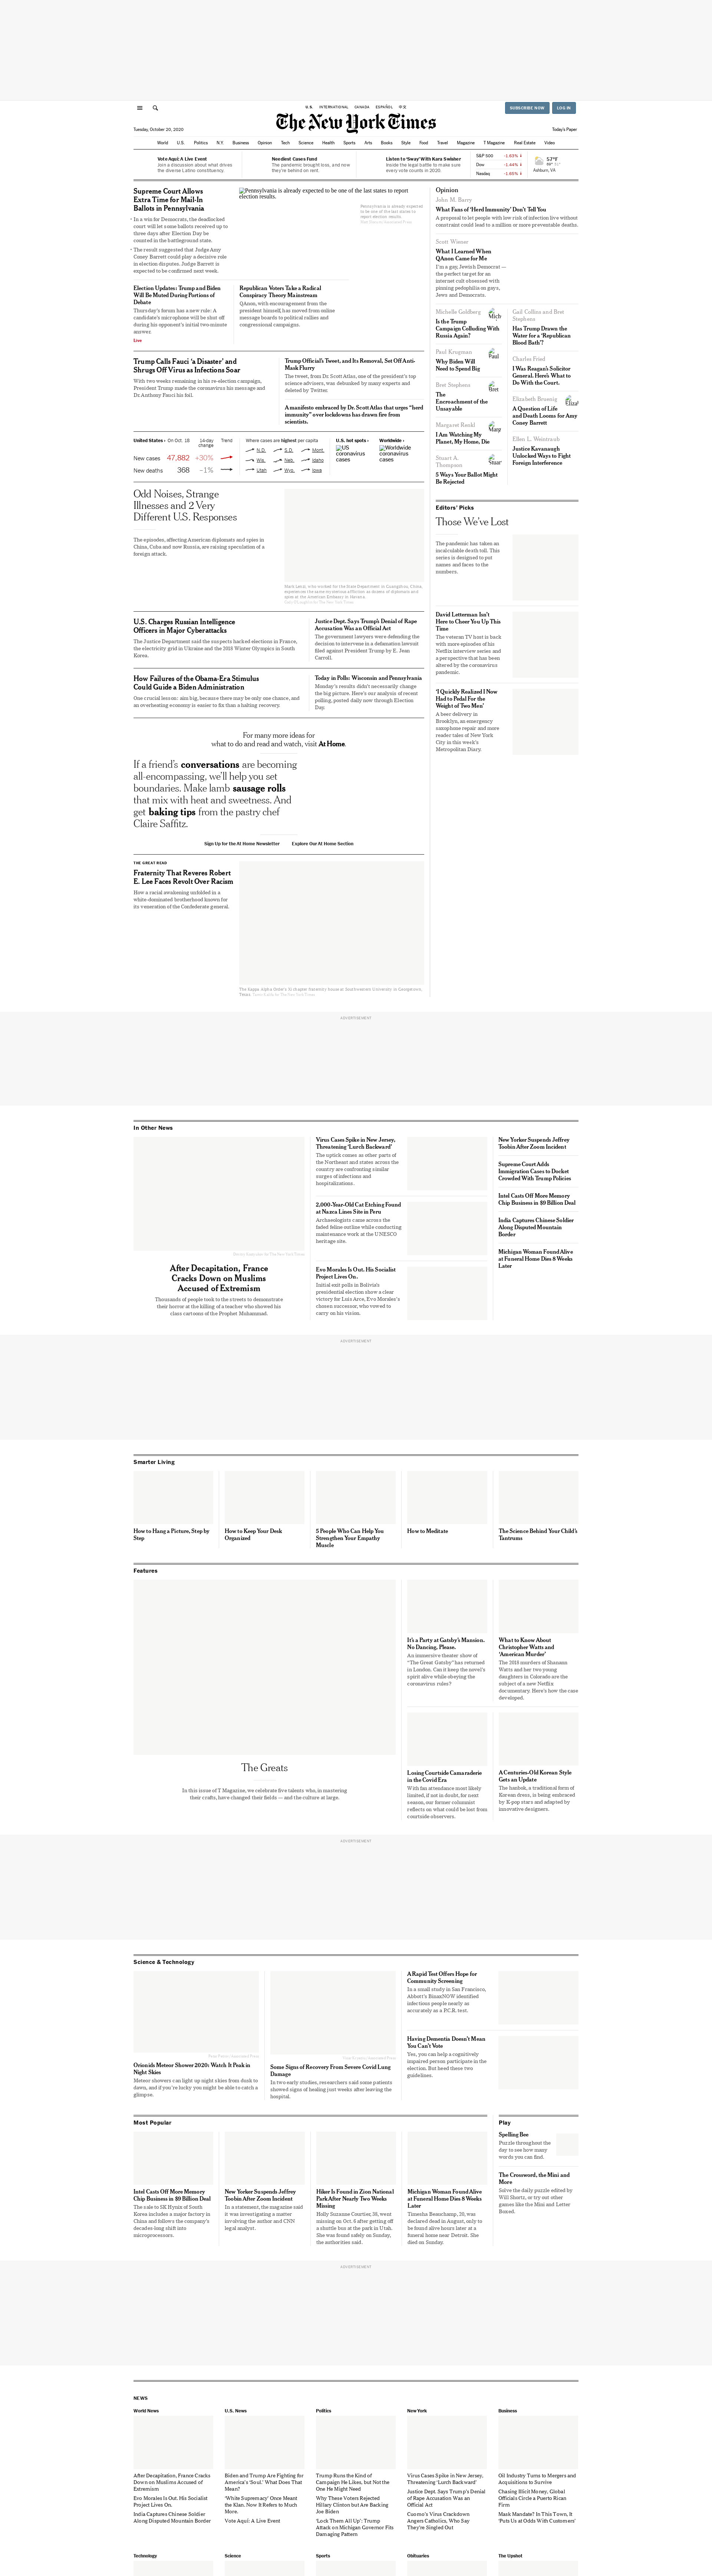 U.S. INTERNATIONAL CANADA ESPAÑOL 中文
SUBSCRIBE NOW LOG IN
The New York Times
Tuesday, October 20, 2020
Today's Paper
World U.S. Politics N.Y. Business Opinion Tech Science Health Sports Arts Books Style Food Travel Magazine T Magazine Real Estate Video
Vote Aquí: A Live Event
Join a discussion about what drives
the diverse Latino constituency.
Neediest Cases Fund
The pandemic brought loss, and now
they're behind on rent.
Listen to 'Sway' With Kara Swisher
Inside the legal battle to make sure
every vote counts in 2020.
S&P 500 -1.63%
Dow -1.44%
Nasdaq -1.65%
57°F
Ashburn, VA
Supreme Court Allows
Extra Time for Mail-In
Ballots in Pennsylvania
• In a win for Democrats, the deadlocked
court will let some ballots received up to
three days after Election Day be
counted in the battleground state.
• The result suggested that Judge Amy
Coney Barrett could play a decisive role
in election disputes. Judge Barrett is
expected to be confirmed next week.
Pennsylvania is already expected to be one of the last states to report
election results.
Pennsylvania is already expected
to be one of the last states to
report election results.
Election Updates: Trump and Biden
Will Be Muted During Portions of
Debate
Thursday's forum has a new rule: A
candidate's microphone will be shut off
during his opponent's initial two-minute
answer.
Live
Republican Voters Take a Radical
Conspiracy Theory Mainstream
QAnon, with encouragement from the
president himself, has moved from online
message boards to political rallies and
congressional campaigns.
Trump Calls Fauci 'a Disaster' and
Shrugs Off Virus as Infections Soar
With two weeks remaining in his re-election campaign,
President Trump made the coronavirus his message and
Dr. Anthony Fauci his foil.
Trump Official's Tweet, and Its Removal, Set Off Anti-
Mask Flurry
The tweet, from Dr. Scott Atlas, one of the president's top
science advisers, was debunked by many experts and
deleted by Twitter.
A manifesto embraced by Dr. Scott Atlas that urges "herd
immunity" over lockdowns has drawn fire from
scientists.
United States › On Oct. 19 14-day
change Trend
New cases 47,882 +30%
New deaths 368 –1%
Where cases are highest per capita
N.D. S.D. Mont.
Wis. Neb. Idaho
Utah Wyo. Iowa
U.S. hot spots ›
US
coronavirus
cases
Worldwide ›
Worldwide
coronavirus
cases
Odd Noises, Strange
Illnesses and 2 Very
Different U.S. Responses
The episodes, affecting American diplomats and spies in
China, Cuba and now Russia, are raising speculation of a
foreign attack.
Mark Lenzi, who worked for the State Department in Guangzhou, China,
experiences the same mysterious affliction as dozens of diplomats and
spies at the American Embassy in Havana.
U.S. Charges Russian Intelligence
Officers in Major Cyberattacks
The Justice Department said the suspects hacked elections in France,
the electricity grid in Ukraine and the 2018 Winter Olympics in South
Korea.
Justice Dept. Says Trump's Denial of Rape
Accusation Was an Official Act
The government lawyers were defending the
decision to intervene in a defamation lawsuit
filed against President Trump by E. Jean
Carroll.
How Failures of the Obama-Era Stimulus
Could Guide a Biden Administration
One crucial lesson: aim big, because there may be only one chance, and
an overheating economy is easier to fix than a halting recovery.
Today in Polls: Wisconsin and Pennsylvania
Monday's results didn't necessarily change
the big picture. Here's our analysis of recent
polling, posted daily now through Election
Day.
For many more ideas for
what to do and read and watch, visit At Home.
If a friend's conversations are becoming
all-encompassing, we'll help you set
boundaries. Make lamb sausage rolls
that mix with heat and sweetness. And
get baking tips from the pastry chef
Claire Saffitz.
Sign Up for the At Home Newsletter Explore Our At Home Section
THE GREAT READ
Fraternity That Reveres Robert
E. Lee Faces Revolt Over Racism
How a racial awakening unfolded in a
white-dominated brotherhood known for
its veneration of the Confederate general.
The Kappa Alpha Order's Xi chapter fraternity house at Southwestern University in Georgetown,
Texas.
Opinion
John M. Barry
What Fans of 'Herd Immunity' Don't Tell You
A proposal to let people with low risk of infection live without
constraint could lead to a million or more preventable deaths.
Scott Wiener
What I Learned When
QAnon Came for Me
I'm a gay, Jewish Democrat —
the perfect target for an
internet cult obsessed with
pinning pedophilia on gays,
Jews and Democrats.
Michelle Goldberg
Is the Trump
Campaign Colluding With
Russia Again?
Paul Krugman
Why Biden Will
Need to Spend Big
Bret Stephens
The
Encroachment of the
Unsayable
Margaret Renkl
I Am Watching My
Planet, My Home, Die
Stuart A.
Thompson
5 Ways Your Ballot Might
Be Rejected
Gail Collins and Bret
Stephens
Has Trump Drawn the
Water for a 'Republican
Blood Bath'?
Charles Fried
I Was Reagan's Solicitor
General. Here's What to
Do With the Court.
Elizabeth Bruenig
A Question of Life
and Death Looms for Amy
Coney Barrett
Ellen L. Weintraub
Justice Kavanaugh
Unlocked Ways to Fight
Foreign Interference
Editors' Picks
Those We've Lost
The pandemic has taken an
incalculable death toll. This
series is designed to put
names and faces to the
numbers.
David Letterman Isn't
Here to Cheer You Up This
Time
The veteran TV host is back
with more episodes of his
Netflix interview series and
a perspective that has been
altered by the coronavirus
pandemic.
'I Quickly Realized I Now
Had to Pedal For the
Weight of Two Men'
A beer delivery in
Brooklyn, an emergency
saxophone repair and more
reader tales of New York
City in this week's
Metropolitan Diary.
ADVERTISEMENT
In Other News
After Decapitation, France
Cracks Down on Muslims
Accused of Extremism
Thousands of people took to the streets to demonstrate
their horror at the killing of a teacher who showed his
class cartoons of the Prophet Muhammad.
Virus Cases Spike in New Jersey,
Threatening 'Lurch Backward'
The uptick comes as other parts of
the Northeast and states across the
country are confronting similar
surges of infections and
hospitalizations.
2,000-Year-Old Cat Etching Found
at Nazca Lines Site in Peru
Archaeologists came across the
faded feline outline while conducting
maintenance work at the UNESCO
heritage site.
Evo Morales Is Out. His Socialist
Project Lives On.
Initial exit polls in Bolivia's
presidential election show a clear
victory for Luis Arce, Evo Morales's
chosen successor, who vowed to
carry on his vision.
New Yorker Suspends Jeffrey
Toobin After Zoom Incident
Supreme Court Adds
Immigration Cases to Docket
Crowded With Trump Policies
Intel Casts Off More Memory
Chip Business in $9 Billion Deal
India Captures Chinese Soldier
Along Disputed Mountain
Border
Michigan Woman Found Alive
at Funeral Home Dies 8 Weeks
Later
ADVERTISEMENT
Smarter Living
How to Hang a Picture, Step by
Step
How to Keep Your Desk
Organized
5 People Who Can Help You
Strengthen Your Empathy
Muscle
How to Meditate
The Science Behind Your Child's
Tantrums
Features
The Greats
In this issue of T Magazine, we celebrate five talents who, in mastering
their crafts, have changed their fields — and the culture at large.
It's a Party at Gatsby's Mansion.
No Dancing, Please.
An immersive theater show of
"The Great Gatsby" has returned
in London. Can it keep the novel's
spirit alive while obeying the
coronavirus rules?
What to Know About
Christopher Watts and
'American Murder'
The 2018 murders of Shanann
Watts and her two young
daughters in Colorado are the
subject of a new Netflix
documentary. Here's how the case
developed.
Losing Courtside Camaraderie
in the Covid Era
With fan attendance most likely
limited, if not in doubt, for next
season, our former columnist
reflects on what could be lost from
courtside observers.
A Centuries-Old Korean Style
Gets an Update
The hanbok, a traditional form of
Korean dress, is being embraced
by K-pop stars and adapted by
innovative designers.
ADVERTISEMENT
Science & Technology
Orionids Meteor Shower 2020: Watch It Peak in
Night Skies
Meteor showers can light up night skies from dusk to
dawn, and if you're lucky you might be able to catch a
glimpse.
Some Signs of Recovery From Severe Covid Lung
Damage
In two early studies, researchers said some patients
showed signs of healing just weeks after leaving the
hospital.
A Rapid Test Offers Hope for
Community Screening
In a small study in San Francisco,
Abbott's BinaxNOW identified
infectious people nearly as
accurately as a P.C.R. test.
Having Dementia Doesn't Mean
You Can't Vote
Yes, you can help a cognitively
impaired person participate in the
election. But heed these two
guidelines.
Most Popular
Intel Casts Off More Memory
Chip Business in $9 Billion Deal
The sale to SK Hynix of South
Korea includes a major factory in
China and follows the company's
decades-long shift into
microprocessors.
New Yorker Suspends Jeffrey
Toobin After Zoom Incident
In a statement, the magazine said
it was investigating a matter
involving the author and CNN
legal analyst.
Hiker Is Found in Zion National
Park After Nearly Two Weeks
Missing
Holly Suzanne Courtier, 38, went
missing on Oct. 6 after getting off
a shuttle bus at the park in Utah.
She was found safely on Sunday,
the authorities said.
Michigan Woman Found Alive
at Funeral Home Dies 8 Weeks
Later
Timesha Beauchamp, 20, was
declared dead in August, only to
be found alive hours later at a
funeral home near Detroit. She
died on Sunday.
Play
Spelling Bee
Puzzle throughout the
day to see how many
words you can find.
The Crossword, the Mini and
More
Solve the daily puzzle edited by
Will Shortz, or try out other
games like the Mini and Letter
Boxed.
ADVERTISEMENT
NEWS
World News
After Decapitation, France Cracks
Down on Muslims Accused of
Extremism
Evo Morales Is Out. His Socialist
Project Lives On.
India Captures Chinese Soldier
Along Disputed Mountain Border
U.S. News
Biden and Trump Are Fighting for
America's 'Soul.' What Does That
Mean?
'White Supremacy' Once Meant
the Klan. Now It Refers to Much
More.
Vote Aquí: A Live Event
Politics
Trump Runs the Kind of
Campaign He Likes, but Not the
One He Might Need
Why These Voters Rejected
Hillary Clinton but Are Backing
Joe Biden
'Lock Them All Up': Trump
Attack on Michigan Governor Fits
Damaging Pattern
New York
Virus Cases Spike in New Jersey,
Threatening 'Lurch Backward'
Justice Dept. Says Trump's Denial
of Rape Accusation Was an
Official Act
Cuomo's Virus Crackdown
Angers Catholics, Who Say
They're Singled Out
Business
Oil Industry Turns to Mergers and
Acquisitions to Survive
Chasing Illicit Money, Global
Officials Circle a Puerto Rican
Firm
Mask Mandate? In This Town, It
'Puts Us at Odds With Customers'
Technology Science Sports Obituaries The Upshot